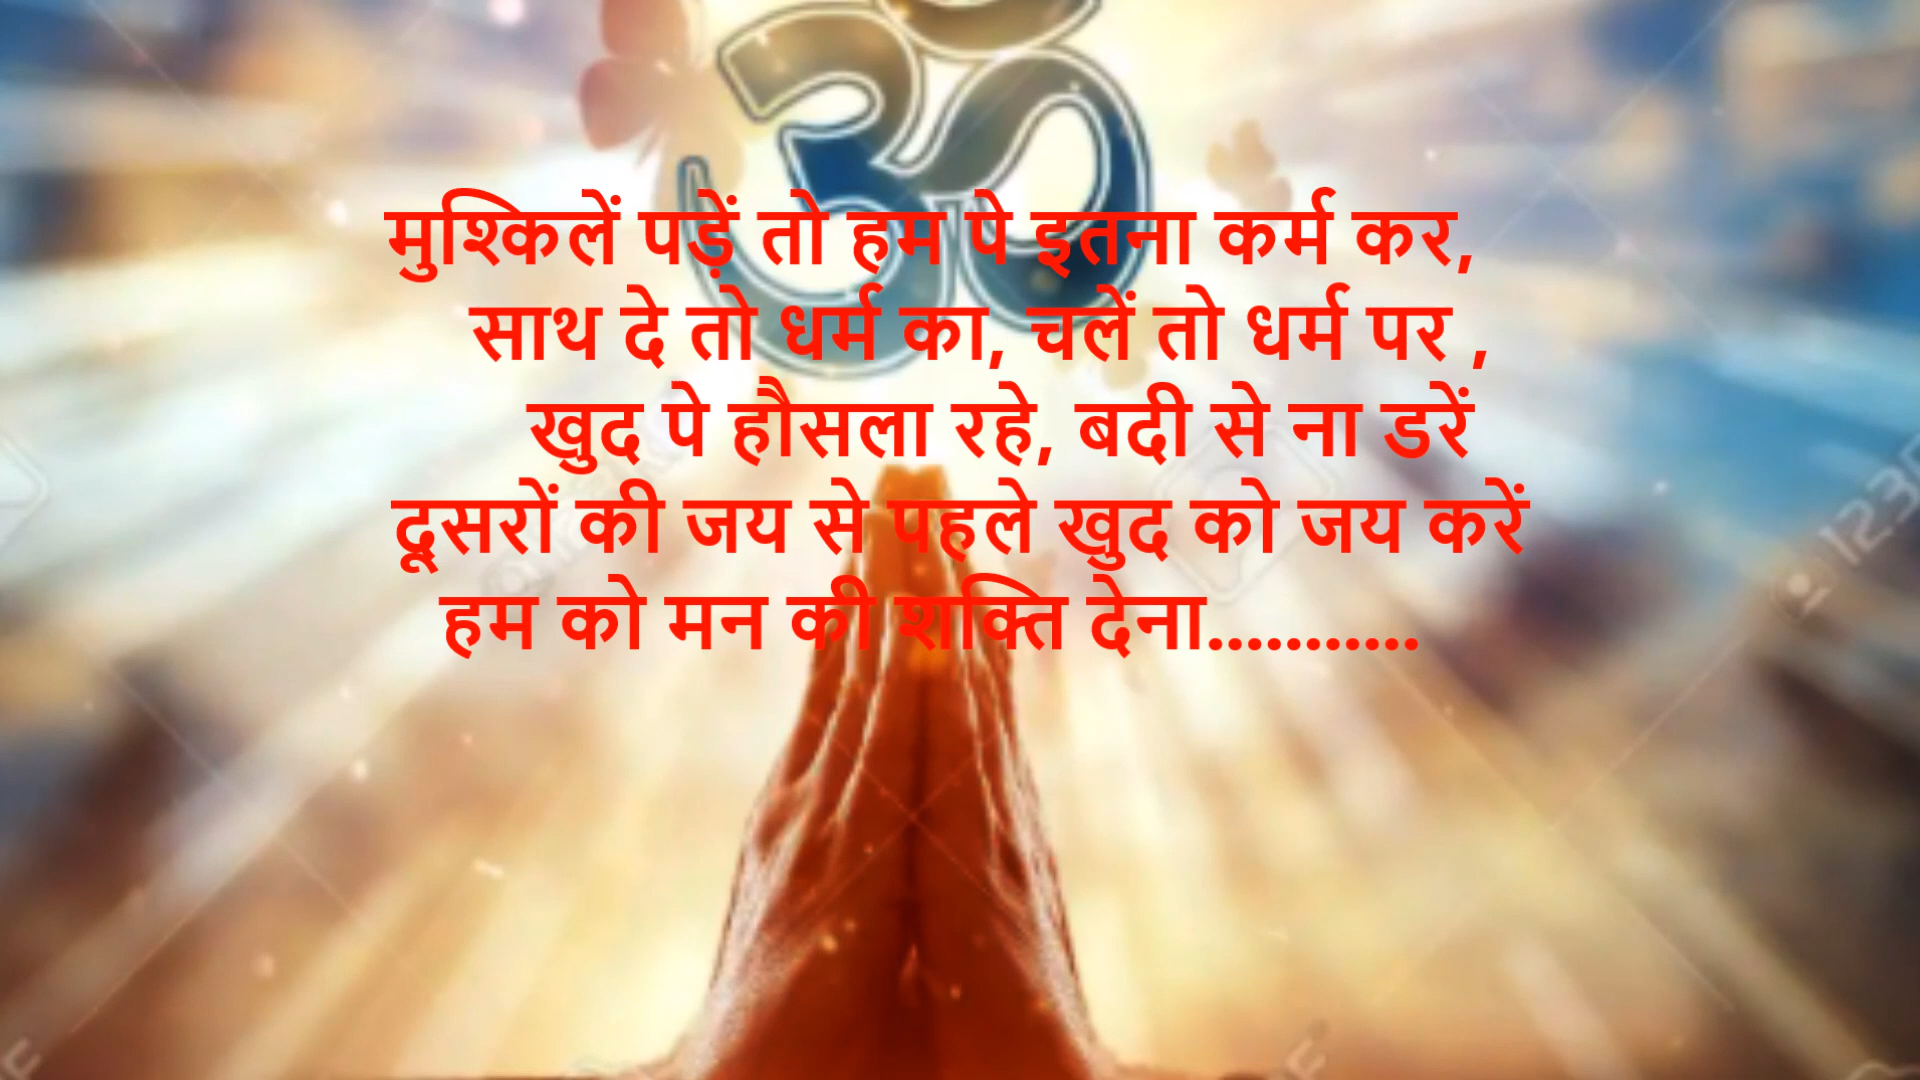 मुश्किलें पड़ें तो हम पे इतना कर्म कर,
साथ दे तो धर्म का, चलें तो धर्म पर ,
खुद पे हौसला रहे, बदी से ना डरें
दूसरों की जय से पहले खुद को जय करें
हम को मन की शक्ति देना...........